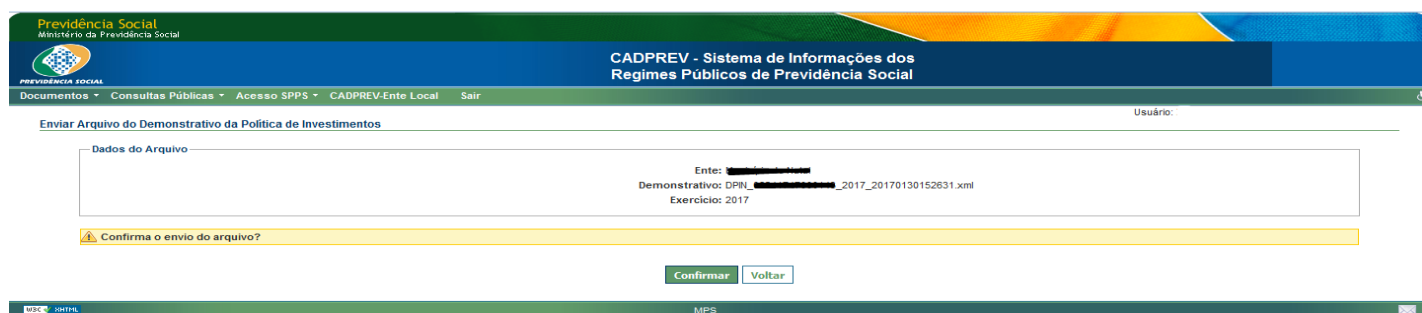 Previdência Social
Ministério da Previdência Social
PREVIDÊNCIA SOCIAL
CADPREV - Sistema de Informações dos
Regimes Públicos de Previdência Social
Documentos Consultas Públicas Acesso SPPS CADPREV-Ente Local Sair
Usuário:
Enviar Arquivo do Demonstrativo da Política de Investimentos
Dados do Arquivo
Ente:
Demonstrativo: DPIN_ _2017_20170130152631.xml
Exercício: 2017
Confirma o envio do arquivo?
Confirmar Voltar
W3C XHTML MPS